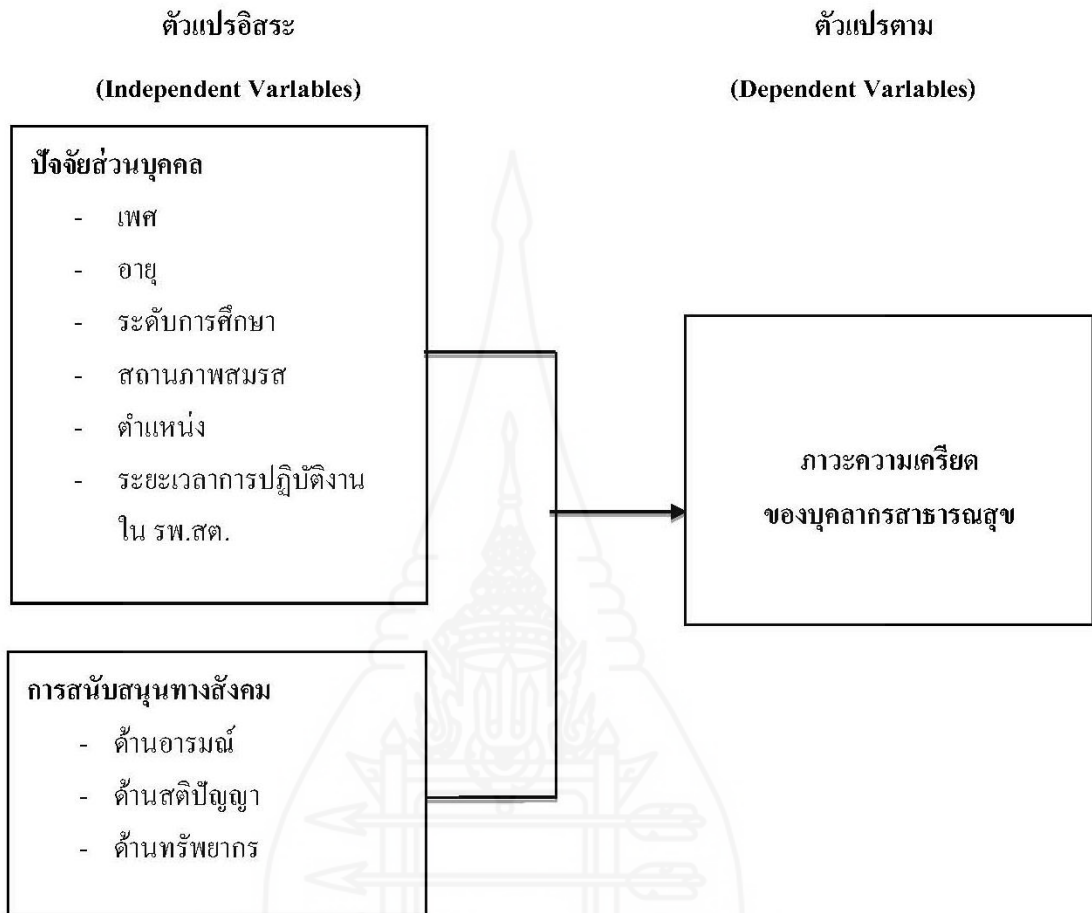 ตัวแปรอิสระ
(Independent Varlables)
ปัจจัยส่วนบุคคล
- เพศ
- อายุ
- ระดับการศึกษา
- สถานภาพสมรส
- ตำแหน่ง
- ระยะเวลาการปฏิบัติงาน
ใน รพ.สต.
การสนับสนุนทางสังคม
- ด้านอารมณ์
- ด้านสติปัญญา
- ด้านทรัพยากร
ตัวแปรตาม
(Dependent Varlables)
ภาวะความเครียด
ของบุคลากรสาธารณสุข